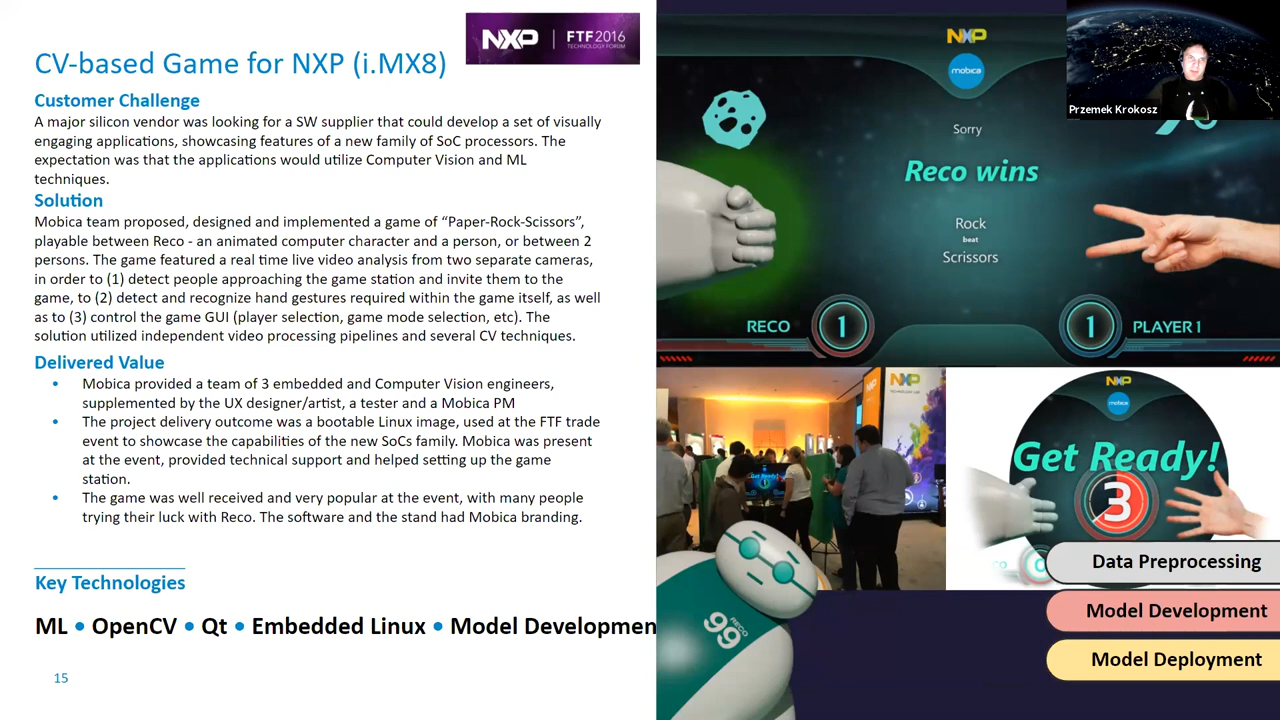 NXP | FTF2016
TECHNOLOGY FORUM
CV-based Game for NXP (i.MX8)
Customer Challenge
A major silicon vendor was looking for a SW supplier that could develop a set of visually
engaging applications, showcasing features of a new family of SoC processors. The
expectation was that the applications would utilize Computer Vision and ML
techniques.
Solution
Mobica team proposed, designed and implemented a game of “Paper-Rock-Scissors”,
playable between Reco - an animated computer character and a person, or between 2
persons. The game featured a real time live video analysis from two separate cameras,
in order to (1) detect people approaching the game station and invite them to the
game, to (2) detect and recognize hand gestures required within the game itself, as well
as to (3) control the game GUI (player selection, game mode selection, etc). The
solution utilized independent video processing pipelines and several CV techniques.
Delivered Value
• Mobica provided a team of 3 embedded and Computer Vision engineers,
supplemented by the UX designer/artist, a tester and a Mobica PM
• The project delivery outcome was a bootable Linux image, used at the FTF trade
event to showcase the capabilities of the new SoCs family. Mobica was present
at the event, provided technical support and helped setting up the game
station.
• The game was well received and very popular at the event, with many people
trying their luck with Reco. The software and the stand had Mobica branding.
Key Technologies
ML • OpenCV • Qt • Embedded Linux • Model Developmen
15
NXP
mobica
Sorry
Reco wins
Rock
beat
Scrissors
RECO 1
1 PLAYER 1
Przemek Krokosz
NXP
NXP
mobica
Get Ready!
3
99
RECO
Data Preprocessing
Model Development
Model Deployment